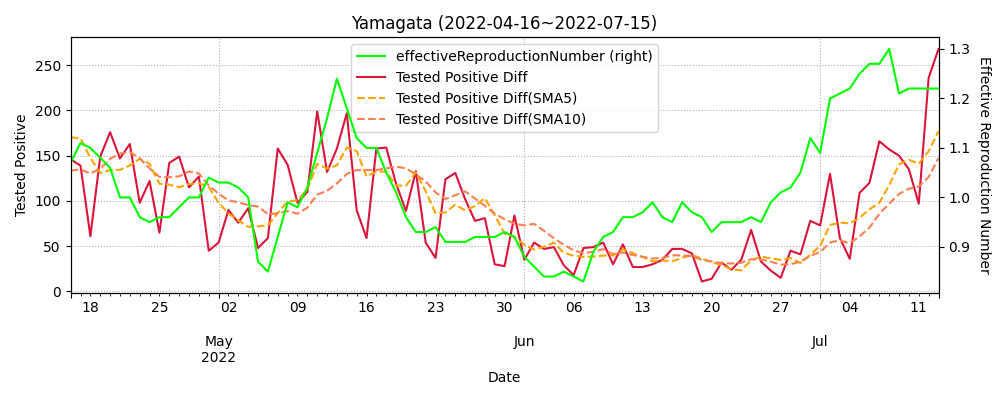 Yamagata (2022-04-16~2022-07-15)
effectiveReproductionNumber (right)
Tested Positive Diff
Tested Positive Diff(SMA5)
Tested Positive Diff(SMA10)
Tested Positive
250
200
150
100
50
0
1.3
1.2
1.1
1.0
0.9
Effective Reproduction Number
18 25 02 09 16 23 30 06 13 20 27 04 11
May Jun Jul
2022
Date